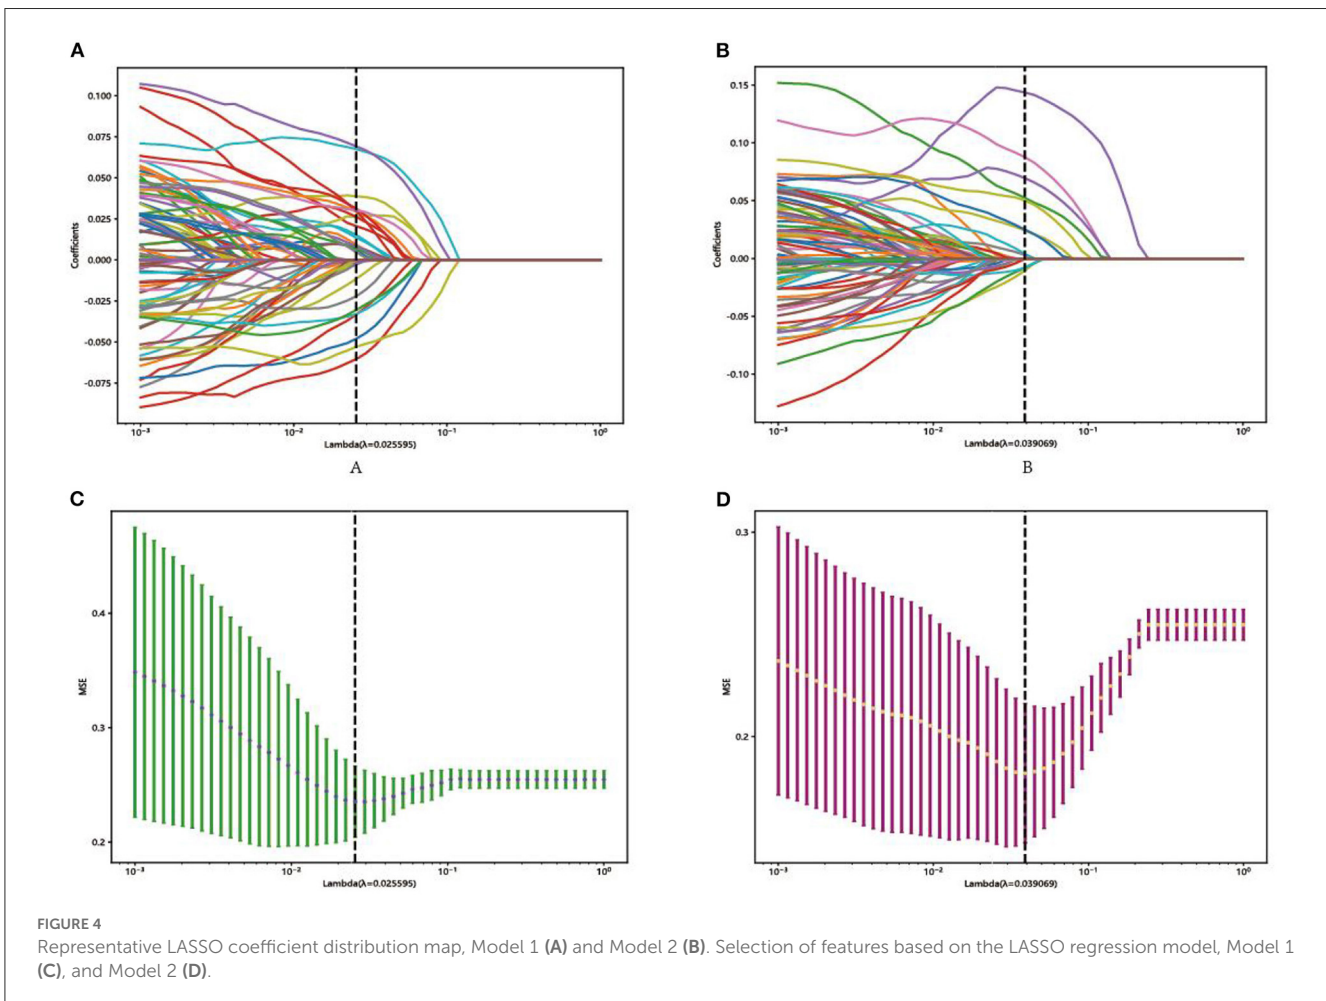 A
B
0.100
0.075
0.050
0.025
0.000
-0.025
-0.050
-0.075
Coefficients
10⁻³
10⁻²
10⁻¹
10⁰
Lambda(λ=0.025595)
A
0.15
0.10
0.05
0.00
-0.05
-0.10
Coefficients
10⁻³
10⁻²
10⁻¹
10⁰
Lambda(λ=0.039069)
B
C
D
0.4
0.3
0.2
MSE
10⁻³
10⁻²
10⁻¹
10⁰
Lambda(λ=0.025595)
0.3
0.2
MSE
10⁻³
10⁻²
10⁻¹
10⁰
Lambda(λ=0.039069)
FIGURE 4
Representative LASSO coefficient distribution map, Model 1 (A) and Model 2 (B). Selection of features based on the LASSO regression model, Model 1
(C), and Model 2 (D).